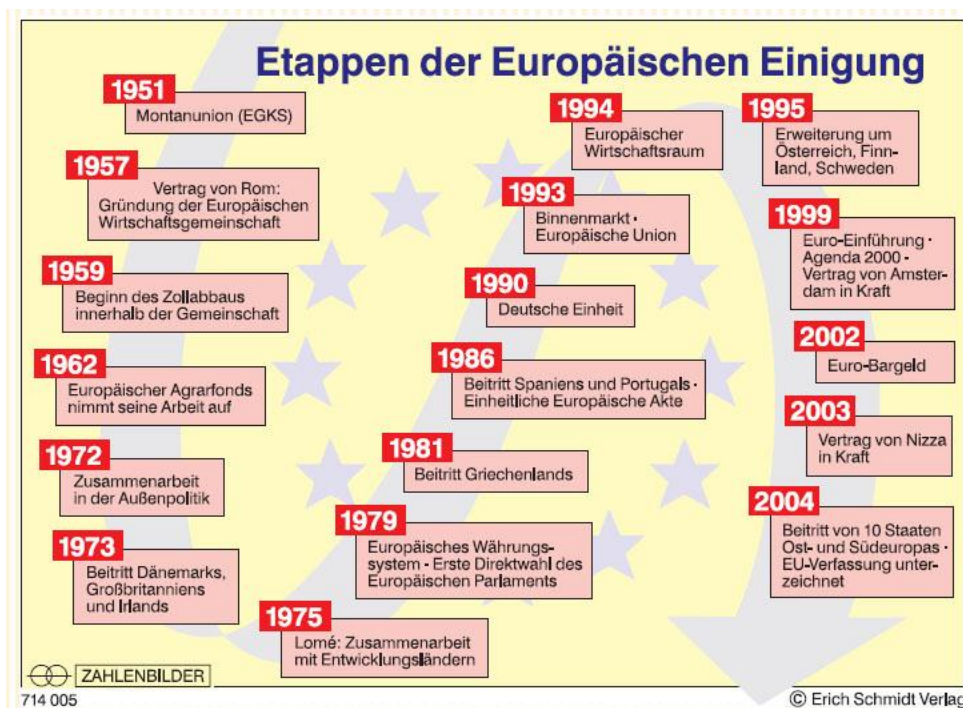 Etappen der Europäischen Einigung
1951
Montanunion (EGKS)
1957
Vertrag von Rom:
Gründung der Europäischen
Wirtschaftsgemeinschaft
1959
Beginn des Zollabbaus
innerhalb der Gemeinschaft
1962
Europäischer Agrarfonds
nimmt seine Arbeit auf
1972
Zusammenarbeit
in der Außenpolitik
1973
Beitritt Dänemarks,
Großbritanniens
und Irlands
1975
Lomé: Zusammenarbeit
mit Entwicklungsländern
1979
Europäisches Währungs-
system · Erste Direktwahl des
Europäischen Parlaments
1981
Beitritt Griechenlands
1986
Beitritt Spaniens und Portugals ·
Einheitliche Europäische Akte
1990
Deutsche Einheit
1993
Binnenmarkt ·
Europäische Union
1994
Europäischer
Wirtschaftsraum
1995
Erweiterung um
Österreich, Finn-
land, Schweden
1999
Euro-Einführung ·
Agenda 2000 ·
Vertrag von Amster-
dam in Kraft
2002
Euro-Bargeld
2003
Vertrag von Nizza
in Kraft
2004
Beitritt von 10 Staaten
Ost- und Südeuropas ·
EU-Verfassung unter-
zeichnet
ZAHLENBILDER
714 005
© Erich Schmidt Verlag